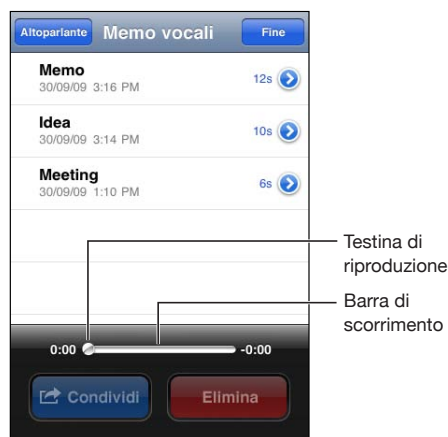 Altoparlante Memo vocali Fine
Memo 12s
30/09/09 3:16 PM
Idea 10s
30/09/09 3:14 PM
Meeting 6s
30/09/09 1:10 PM
Testina di
riproduzione
Barra di
scorrimento
0:00 -0:00
Condividi Elimina